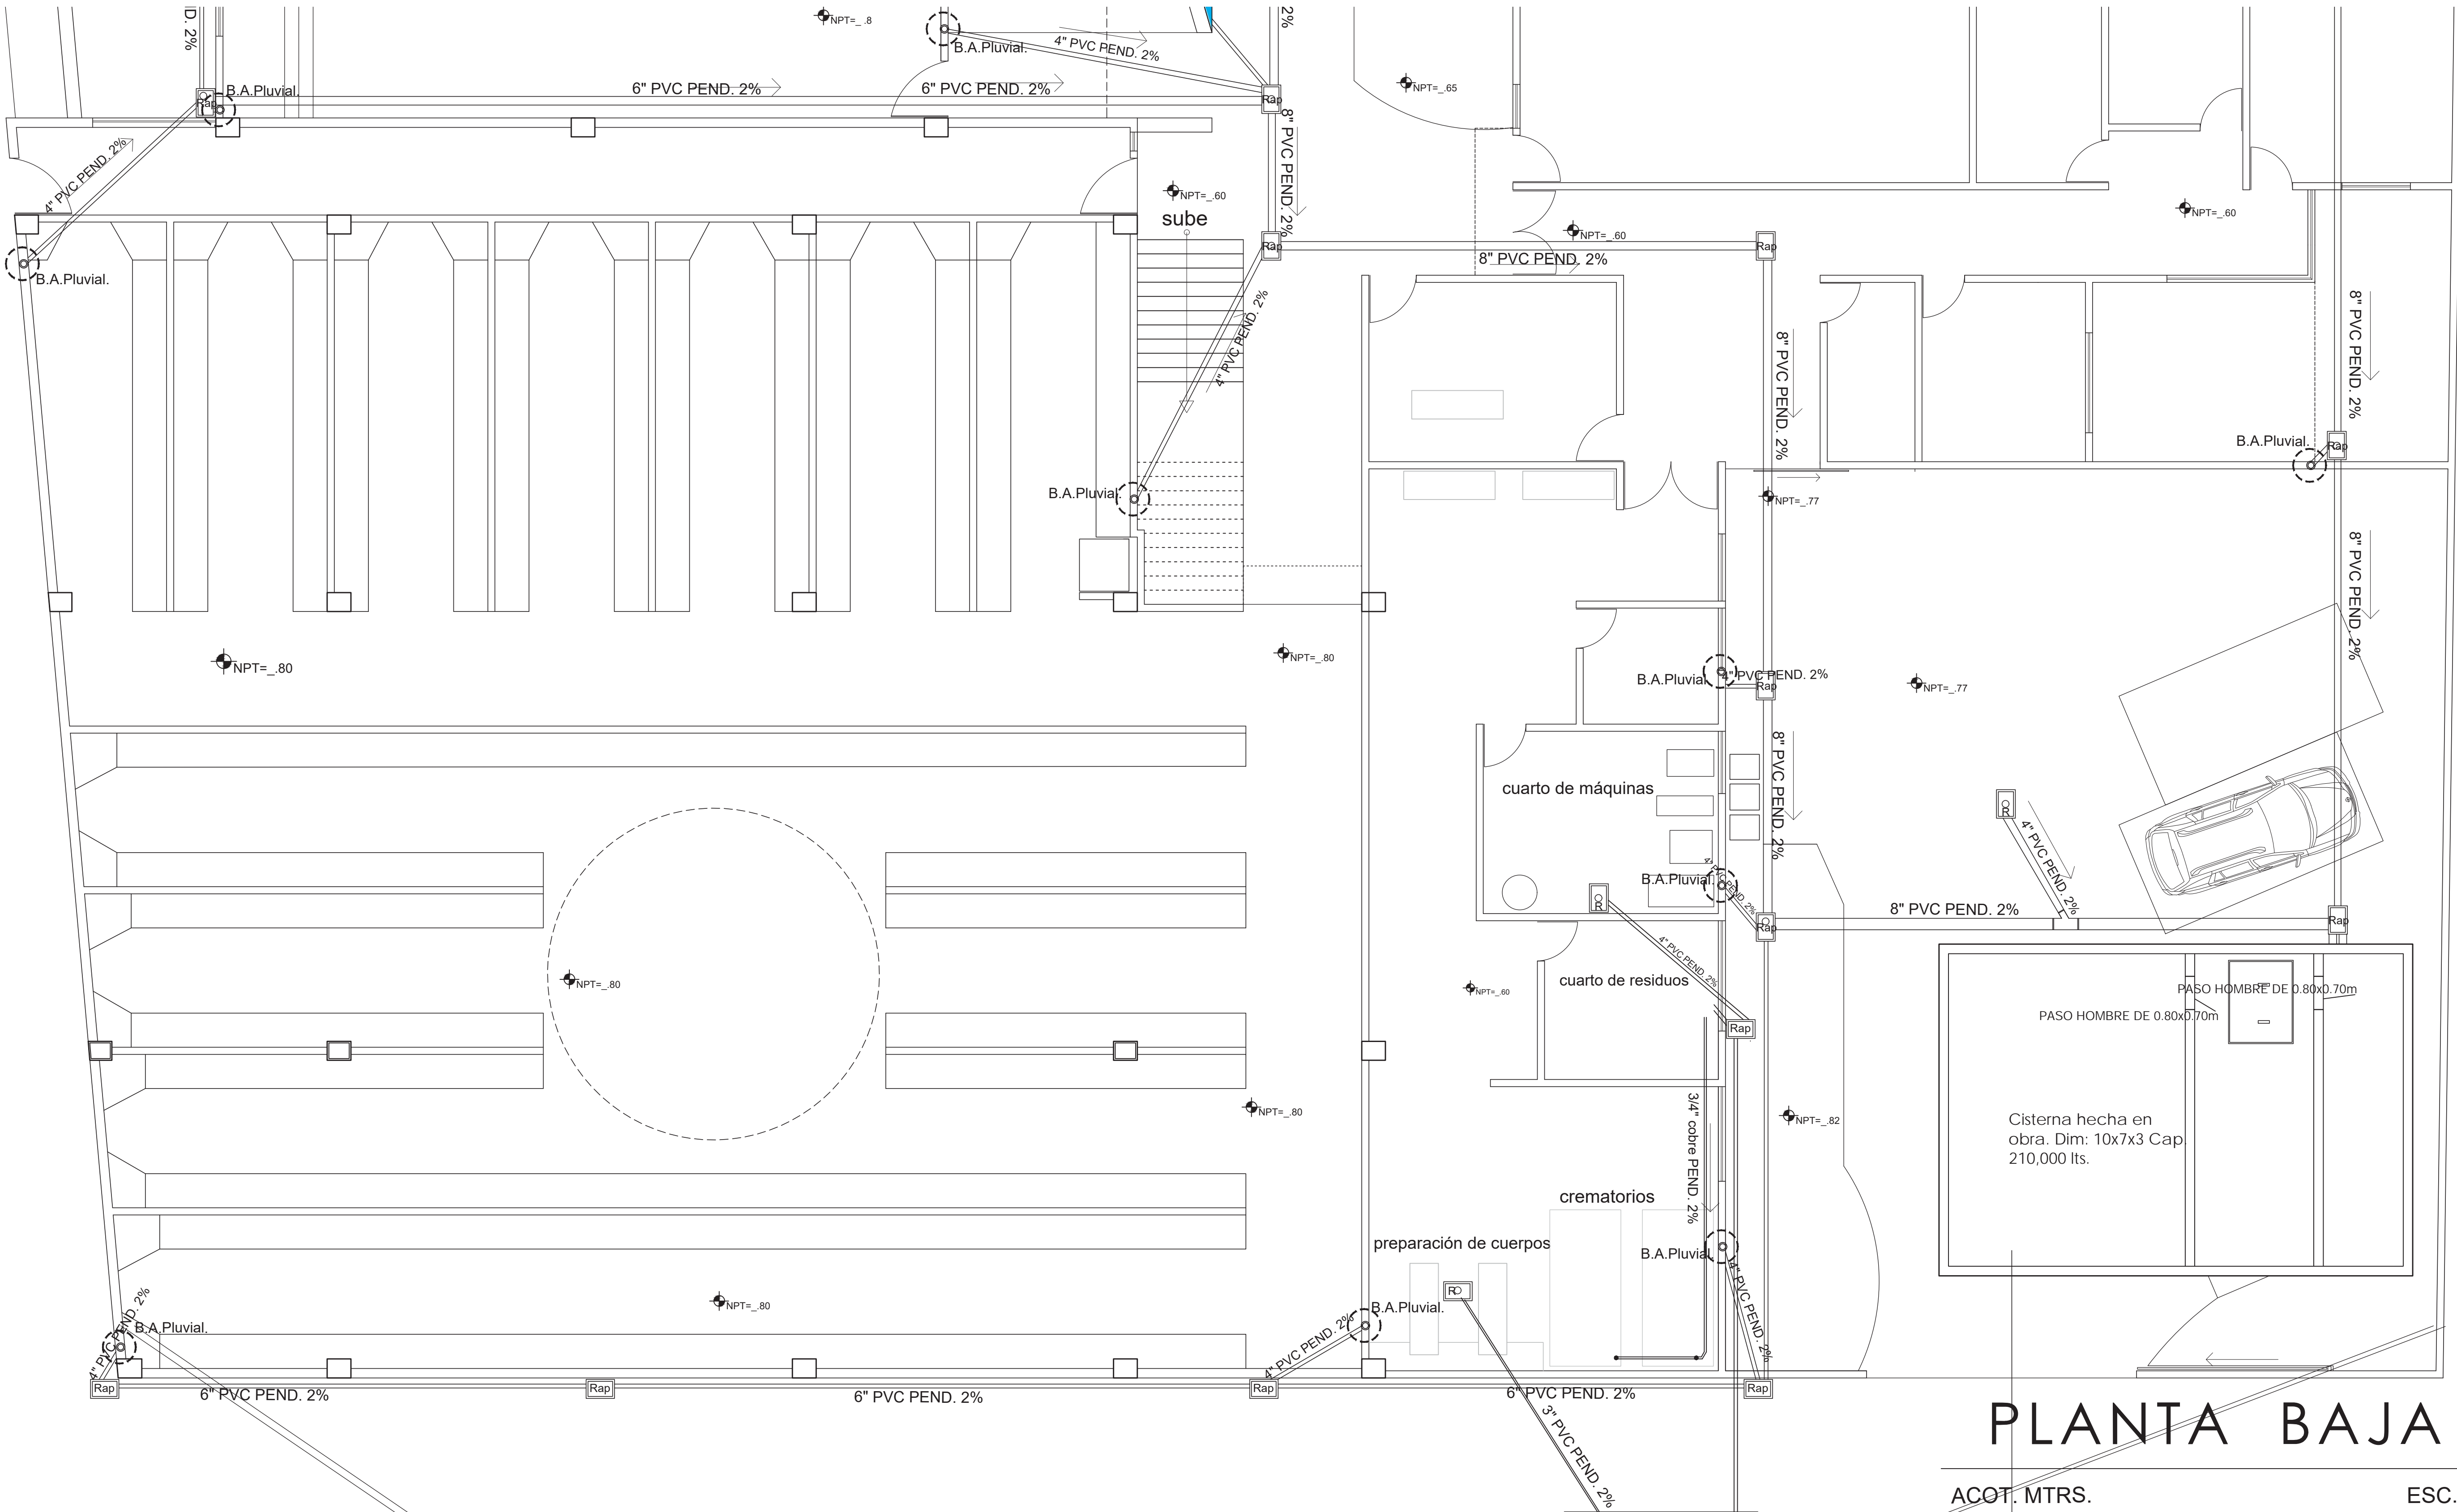 D. 2%
NPT=_ .8
B.A.Pluvial.
4" PVC PEND. 2%
2%
B.A.Pluvial.
Rap
6" PVC PEND. 2%
6" PVC PEND. 2%
Rap
NPT=_.65
8" PVC PEND. 2%
4" PVC PEND. 2%
NPT=_.60
sube
NPT=_.60
NPT=_.60
Rap
Rap
8" PVC PEND. 2%
B.A.Pluvial.
4" PVC PEND. 2%
8" PVC PEND. 2%
8" PVC PEND. 2%
B.A.Pluvial.
Rap
B.A.Pluvial.
NPT=_.77
8" PVC PEND. 2%
NPT=_.80
NPT=_.80
B.A.Pluvial
4" PVC PEND. 2%
Rap
NPT=_.77
8" PVC PEND. 2%
cuarto de máquinas
R
4" PVC PEND. 2%
B.A.Pluvial.
4" PVC PEND. 2%
R
8" PVC PEND. 2%
Rap
Rap
4" PVC PEND. 2%
NPT=_.80
NPT=_.60
cuarto de residuos
PASO HOMBRE DE 0.80x0.70m
PASO HOMBRE DE 0.80x0.70m
Rap
NPT=_.80
3/4" cobre PEND. 2%
NPT=_.82
Cisterna hecha en
obra. Dim: 10x7x3 Cap.
210,000 lts.
crematorios
preparación de cuerpos
B.A.Pluvial
4" PVC PEND. 2%
R
NPT=_.80
B.A.Pluvial.
4" PVC PEND. 2%
B.A.Pluvial.
4" PVC PEND. 2%
Rap
Rap
Rap
Rap
6" PVC PEND. 2%
6" PVC PEND. 2%
6" PVC PEND. 2%
3" PVC PEND. 2%
PLANTA BAJA
ACOT. MTRS.
ESC.